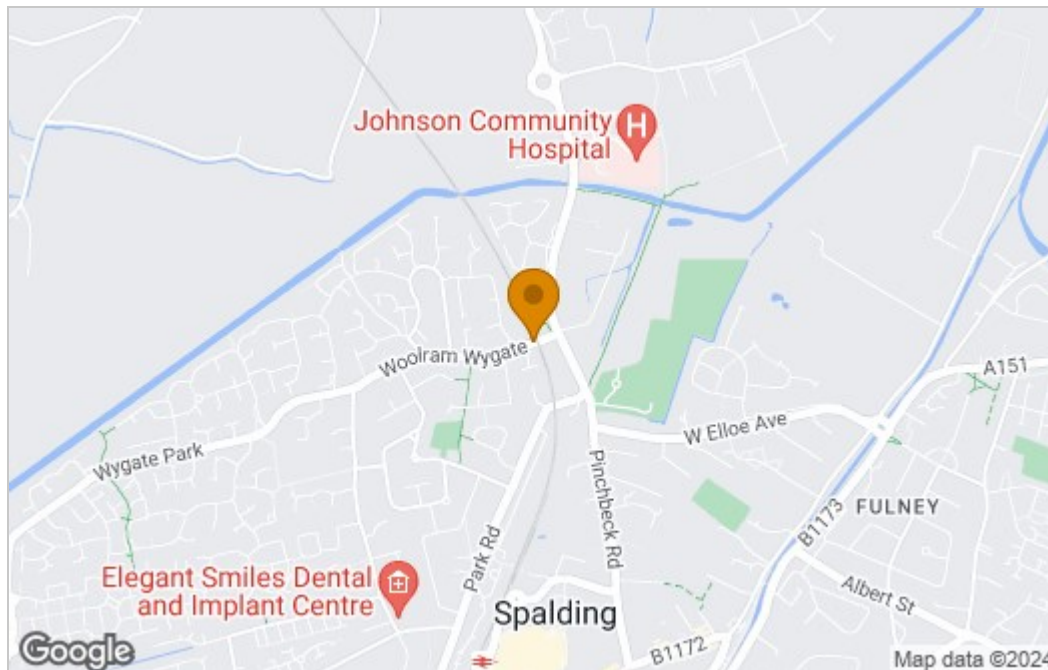 Johnson Community
Hospital
H
Woolram Wygate
A151
Wygate Park
W Elloe Ave
Pinchbeck Rd
FULNEY
B1173
Park Rd
Elegant Smiles Dental
and Implant Centre
Albert St
Spalding
B1172
Google
Map data ©2024